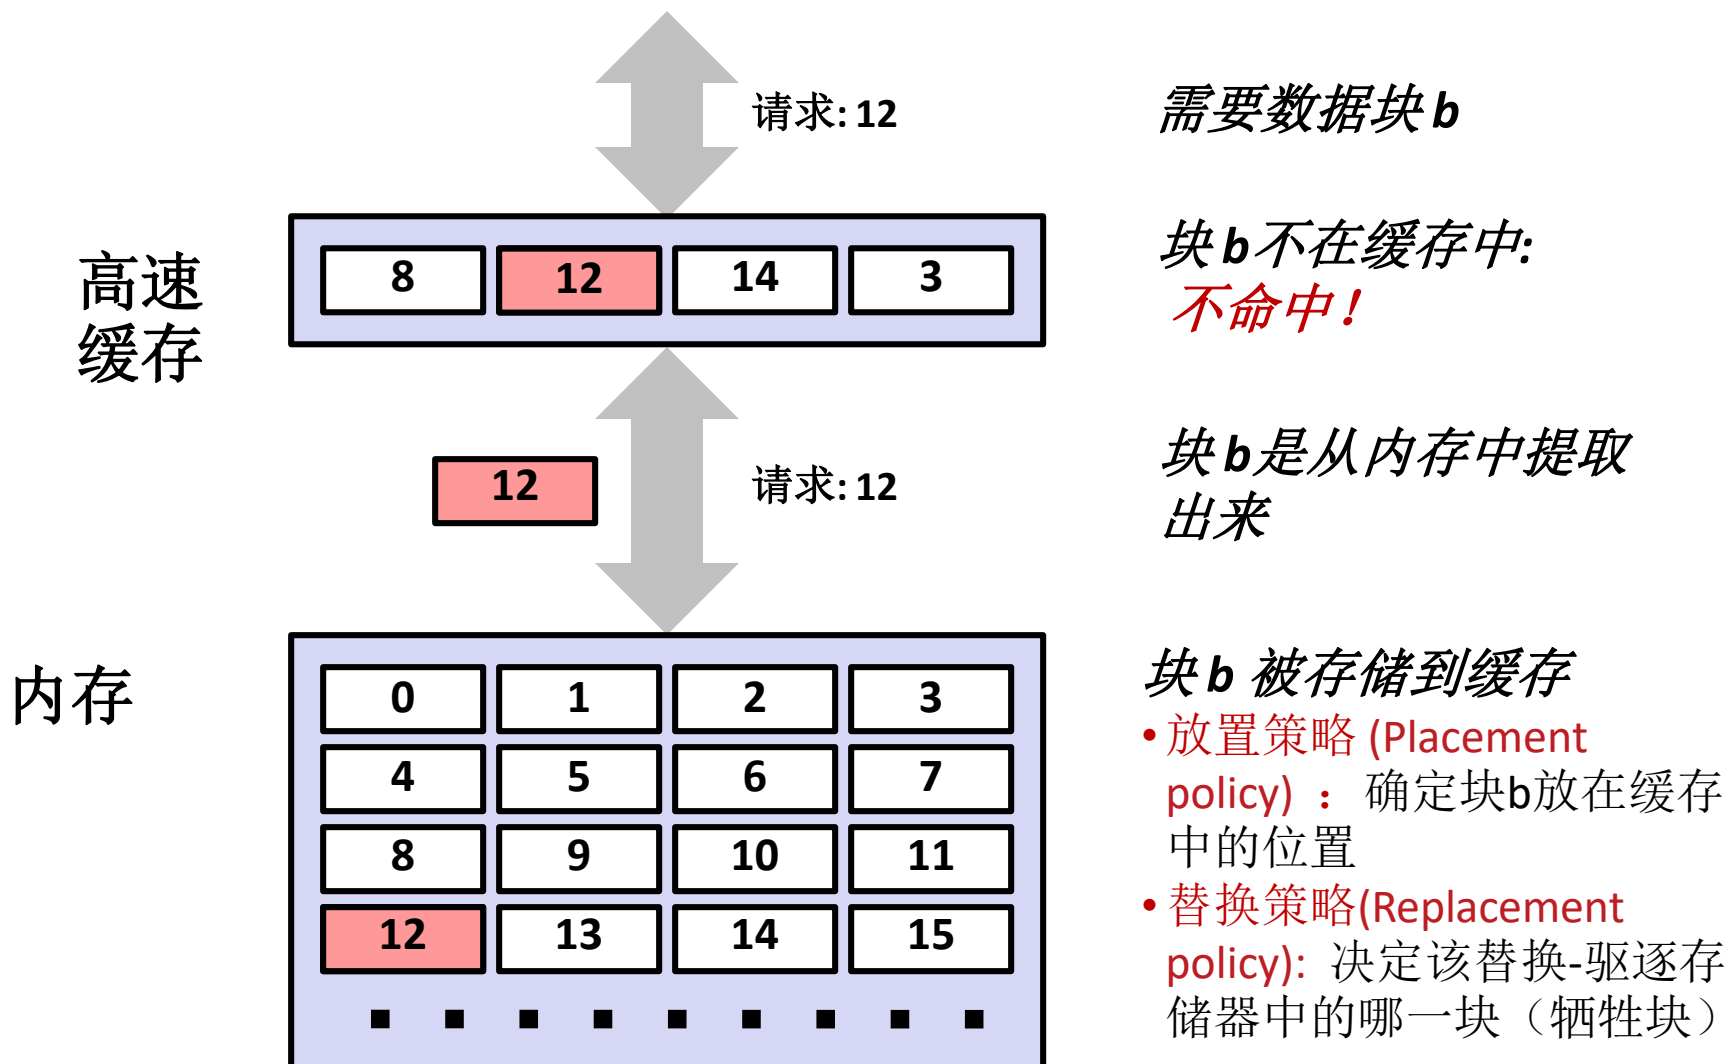 请求: 12
需要数据块 b
高速
缓存
8 12 14 3
块 b不在缓存中:
不命中!
12
请求: 12
块 b是从内存中提取
出来
内存
0 1 2 3
4 5 6 7
8 9 10 11
12 13 14 15
块 b 被存储到缓存
• 放置策略 (Placement
policy) ：确定块b放在缓存
中的位置
• 替换策略(Replacement
policy): 决定该替换-驱逐存
储器中的哪一块（牺牲块）